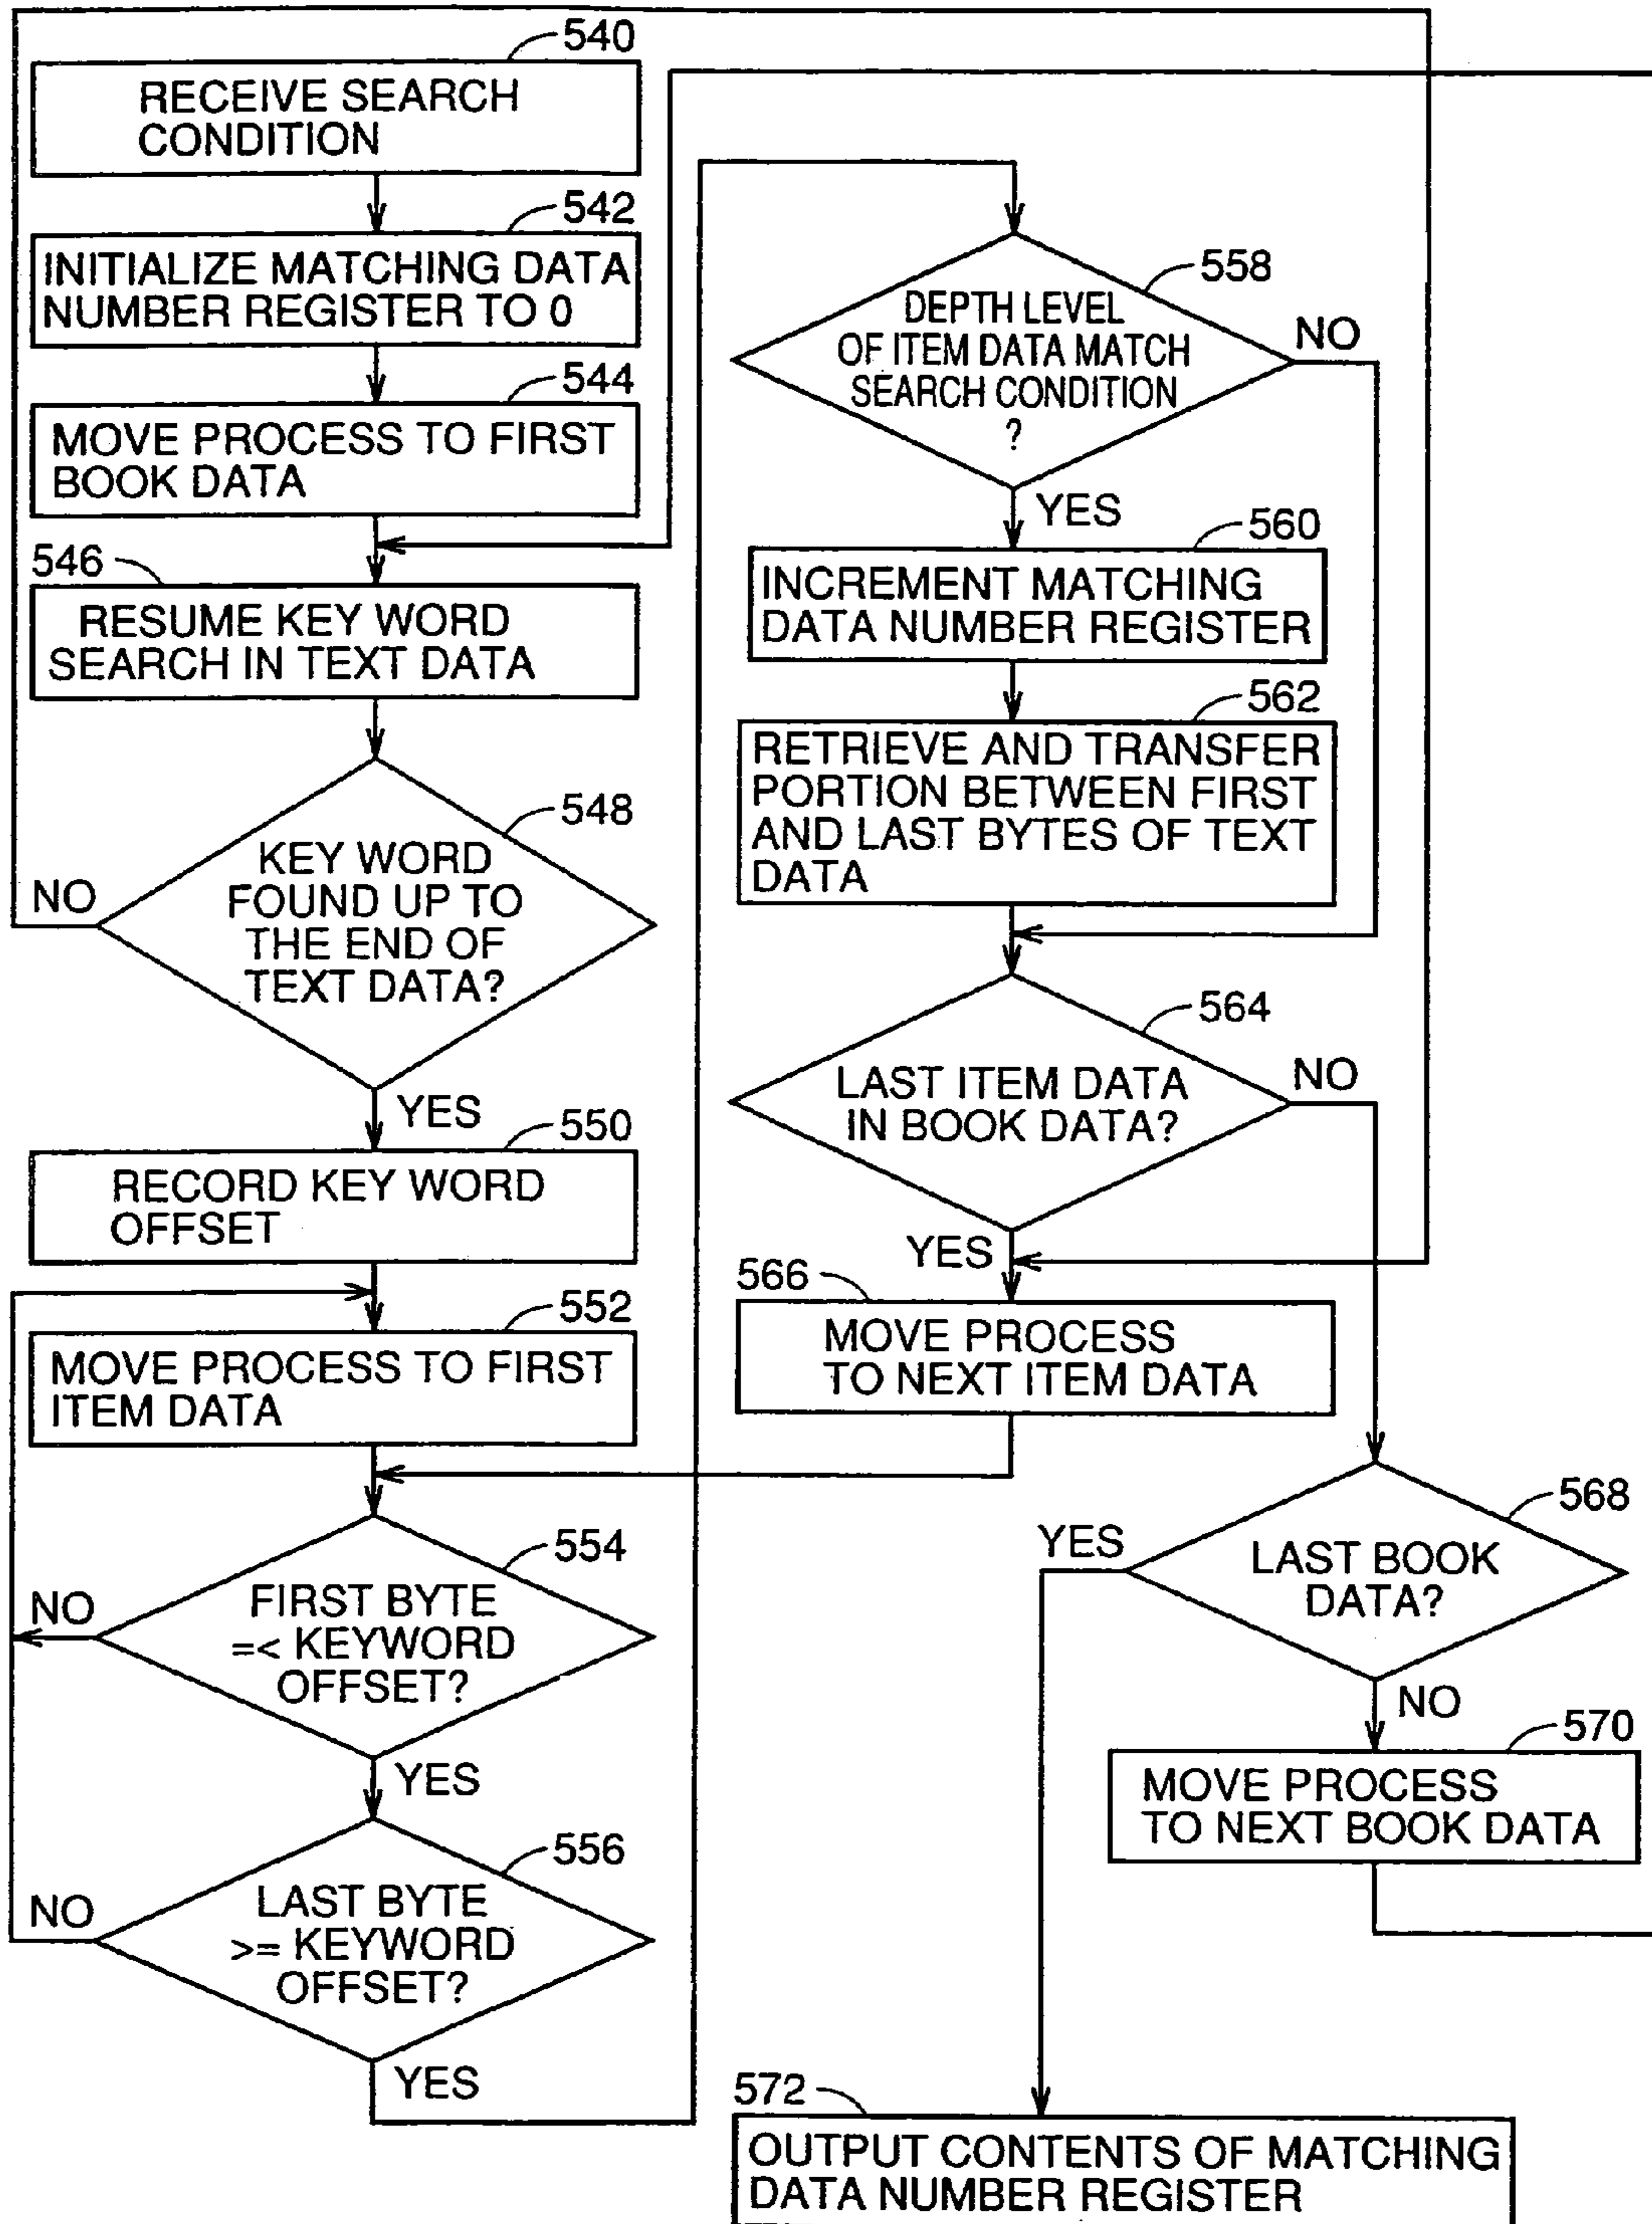 540
RECEIVE SEARCH
CONDITION
542
INITIALIZE MATCHING DATA
NUMBER REGISTER TO 0
544
MOVE PROCESS TO FIRST
BOOK DATA
546
RESUME KEY WORD
SEARCH IN TEXT DATA
548
KEY WORD
FOUND UP TO
THE END OF
TEXT DATA?
NO
YES
550
RECORD KEY WORD
OFFSET
552
MOVE PROCESS TO FIRST
ITEM DATA
554
FIRST BYTE
=< KEYWORD
OFFSET?
NO
YES
556
LAST BYTE
>= KEYWORD
OFFSET?
NO
YES
558
DEPTH LEVEL
OF ITEM DATA MATCH
SEARCH CONDITION
?
NO
YES
560
INCREMENT MATCHING
DATA NUMBER REGISTER
562
RETRIEVE AND TRANSFER
PORTION BETWEEN FIRST
AND LAST BYTES OF TEXT
DATA
564
LAST ITEM DATA
IN BOOK DATA?
NO
YES
566
MOVE PROCESS
TO NEXT ITEM DATA
568
LAST BOOK
DATA?
YES
NO
570
MOVE PROCESS
TO NEXT BOOK DATA
572
OUTPUT CONTENTS OF MATCHING
DATA NUMBER REGISTER